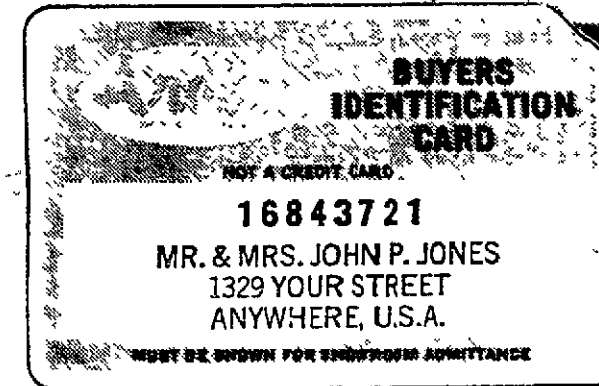 BUYERS
IDENTIFICATION
CARD
NOT A CREDIT CARD
16843721
MR. & MRS. JOHN P. JONES
1329 YOUR STREET
ANYWHERE, U.S.A.
MUST BE SHOWN FOR SHOWROOM ADMITTANCE